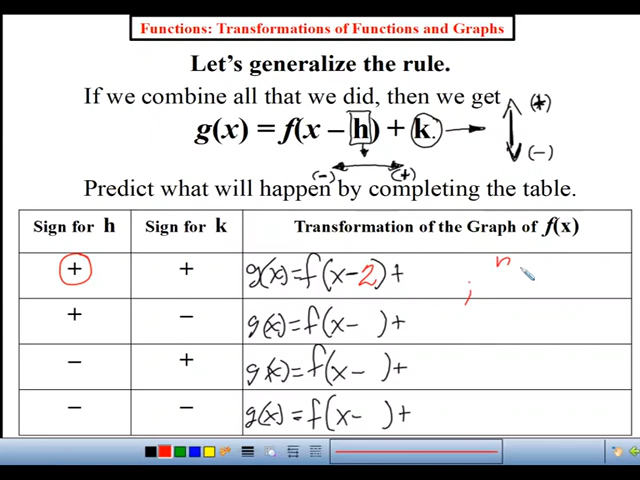 Functions: Transformations of Functions and Graphs
Let's generalize the rule.
If we combine all that we did, then we get
(+)
g(x) = f(x – h) + k.
(–)
(–) (+)
Predict what will happen by completing the table.
Sign for h Sign for k Transformation of the Graph of f(x)
+ + g(x)=f(x-2)+ ; n
+ – g(x)=f(x- )+
– + g(x)=f(x- )+
– – g(x)=f(x- )+